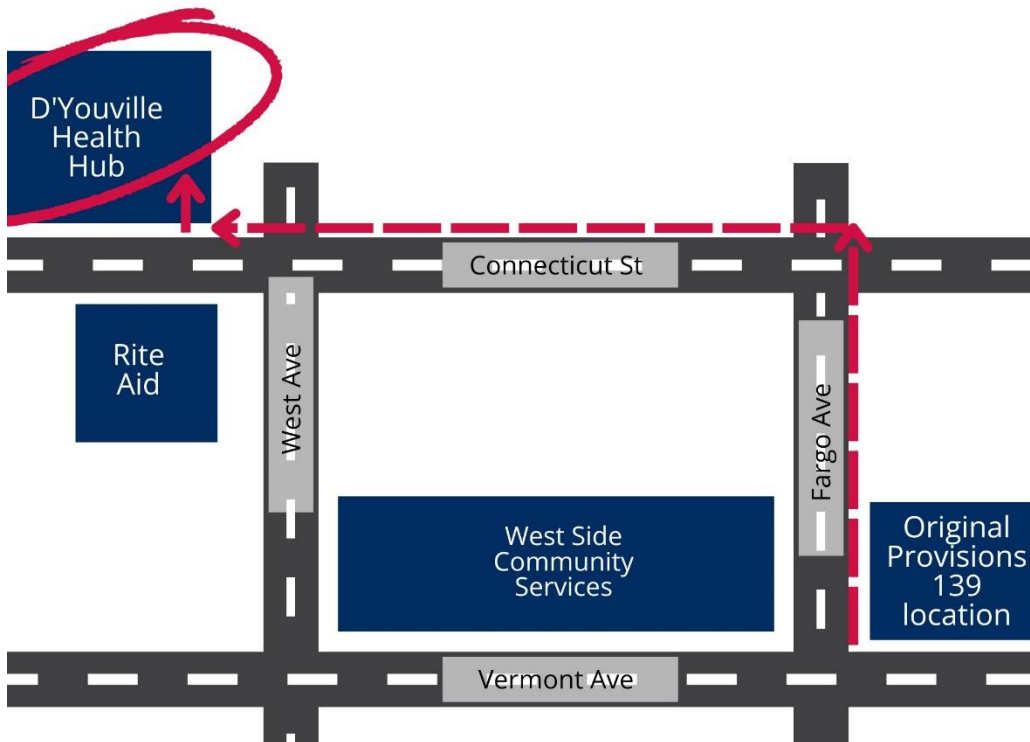 D'Youville
Health
Hub
Connecticut St
Rite
Aid
West Ave
Fargo Ave
West Side
Community
Services
Original
Provisions
139
location
Vermont Ave